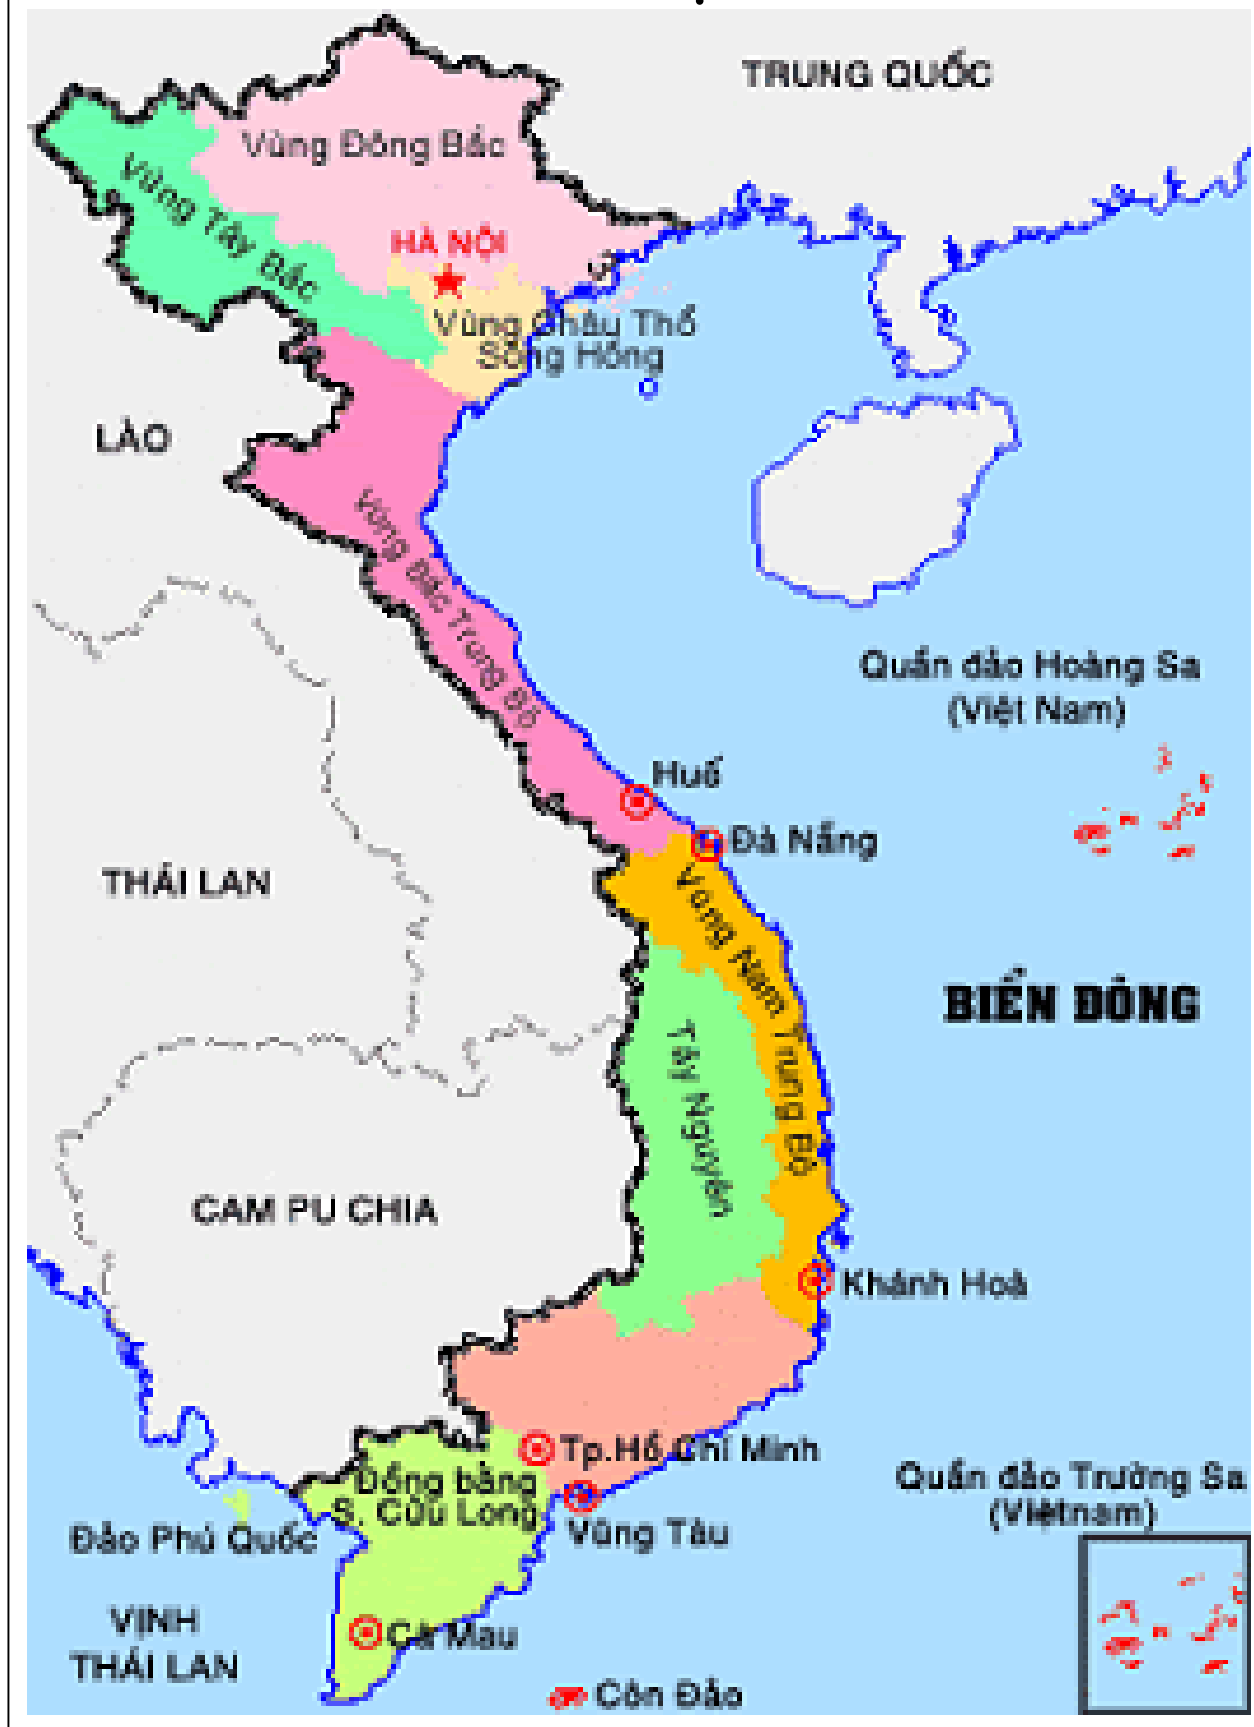 TRUNG QUỐC
Vùng Đông Bắc
Vùng Tây Bắc
HÀ NỘI
Vùng Châu Thổ
Sông Hồng
LÀO
Vùng Bắc Trung Bộ
Quần đảo Hoàng Sa
(Việt Nam)
Huế
Đà Nẵng
THÁI LAN
Vùng Nam Trung Bộ
BIỂN ĐÔNG
Tây Nguyên
CAM PU CHIA
Khánh Hoà
Tp.Hồ Chí Minh
Đồng bằng
S. Cửu Long
Quần đảo Trường Sa
(Việtnam)
Vũng Tàu
Đảo Phú Quốc
VỊNH
THÁI LAN
Cà Mau
Côn Đảo